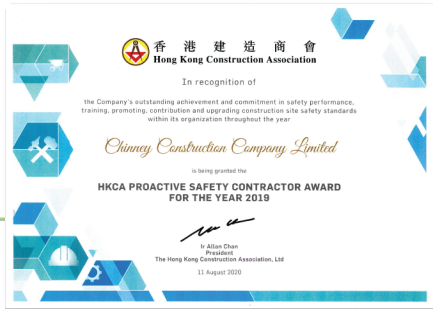 香港建造商會
Hong Kong Construction Association
In recognition of
the Company's outstanding achievement and commitment in safety performance,
training, promoting, contribution and upgrading construction site safety standards
within its organization throughout the year
Chinney Construction Company Limited
is being granted the
HKCA PROACTIVE SAFETY CONTRACTOR AWARD
FOR THE YEAR 2019
Ir Allan Chan
President
The Hong Kong Construction Association, Ltd
11 August 2020